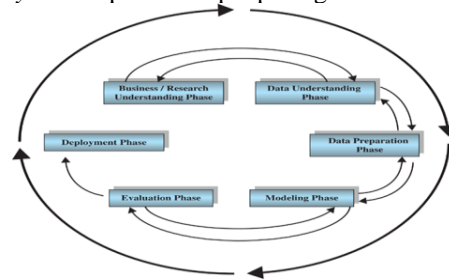 Business / Research
Understanding Phase
Data Understanding
Phase
Deployment Phase
Data Preparation
Phase
Evaluation Phase
Modeling Phase